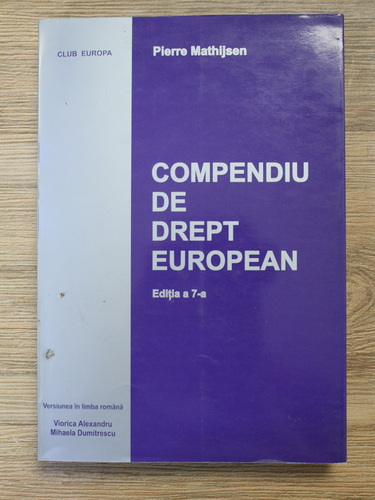 CLUB EUROPA
Pierre Mathijsen
COMPENDIU
DE
DREPT
EUROPEAN
Ediția a 7-a
Versiunea în limba română
Viorica Alexandru
Mihaela Dumitrescu